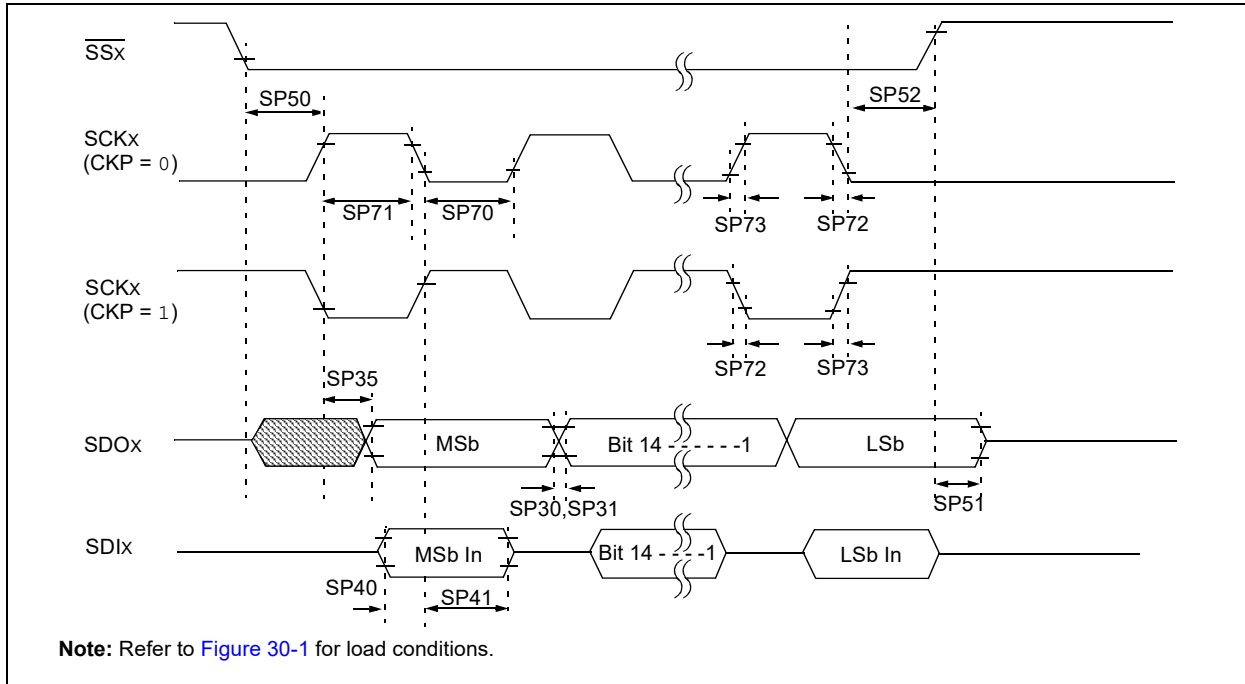 SSx
SP50
SP52
SCKx
(CKP = 0)
SP71
SP70
SP73
SP72
SCKx
(CKP = 1)
SP72
SP73
SP35
SDOx
MSb
Bit 14 - - - - - -1
LSb
SP30,SP31
SP51
SDIx
MSb In
Bit 14 - - - - -1
LSb In
SP40
SP41
Note: Refer to Figure 30-1 for load conditions.